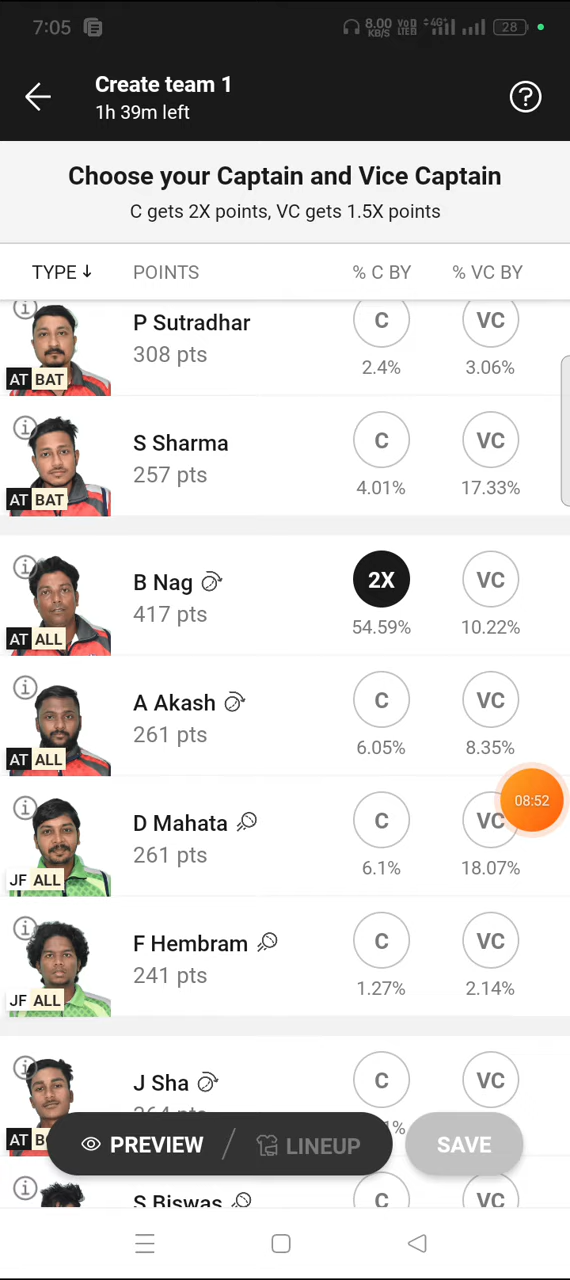 7:05 8.00 KB/S VoD LTE 4G+ 28
Create team 1
1h 39m left
Choose your Captain and Vice Captain
C gets 2X points, VC gets 1.5X points
TYPE↓ POINTS % C BY % VC BY
P Sutradhar C VC
308 pts 2.4% 3.06%
AT BAT
S Sharma C VC
257 pts 4.01% 17.33%
AT BAT
B Nag 2X VC
417 pts 54.59% 10.22%
AT ALL
A Akash C VC
261 pts 6.05% 8.35%
AT ALL
08:52
D Mahata C VC
261 pts 6.1% 18.07%
JF ALL
F Hembram C VC
241 pts 1.27% 2.14%
JF ALL
J Sha C VC
AT
PREVIEW / LINEUP SAVE
S Biswas C VC